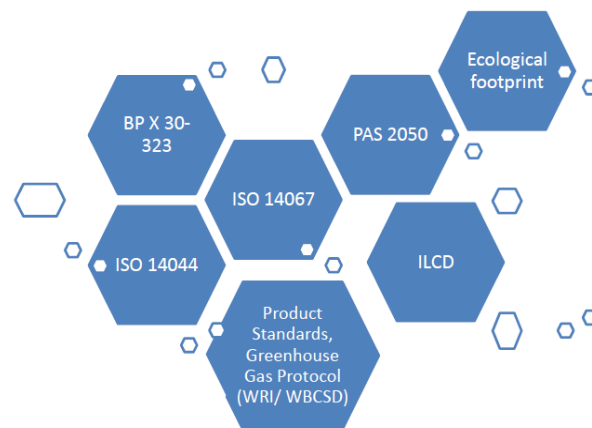 Ecological
footprint
BP X 30-
323
PAS 2050
ISO 14067
ISO 14044
ILCD
Product
Standards,
Greenhouse
Gas Protocol
(WRI/ WBCSD)